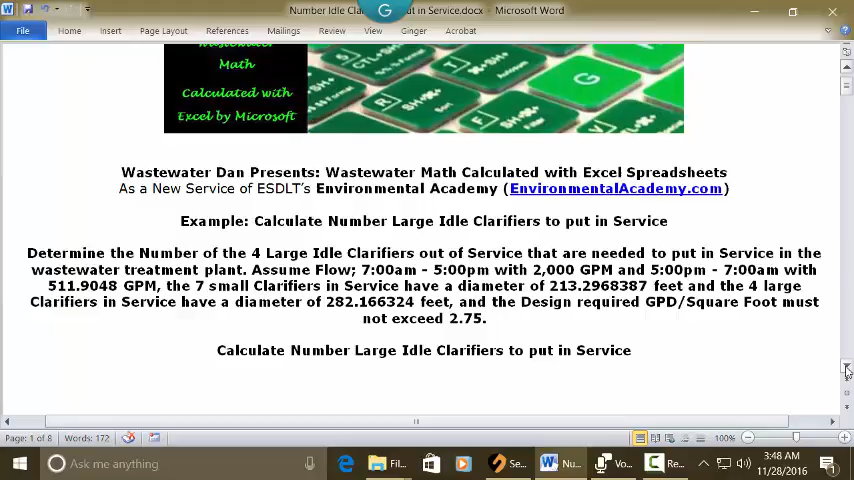 Number Idle Cla put in Service.docx - Microsoft Word
File Home Insert Page Layout References Mailings Review View Ginger Acrobat
Wastewater
Math
Calculated with
Excel by Microsoft
Wastewater Dan Presents: Wastewater Math Calculated with Excel Spreadsheets
As a New Service of ESDLT's Environmental Academy (EnvironmentalAcademy.com)
Example: Calculate Number Large Idle Clarifiers to put in Service
Determine the Number of the 4 Large Idle Clarifiers out of Service that are needed to put in Service in the
wastewater treatment plant. Assume Flow; 7:00am - 5:00pm with 2,000 GPM and 5:00pm - 7:00am with
511.9048 GPM, the 7 small Clarifiers in Service have a diameter of 213.2968387 feet and the 4 large
Clarifiers in Service have a diameter of 282.166324 feet, and the Design required GPD/Square Foot must
not exceed 2.75.
Calculate Number Large Idle Clarifiers to put in Service
Page: 1 of 8 Words: 172 100%
Ask me anything Fil... Se... Nu... Vo... Re... 3:48 AM
11/28/2016